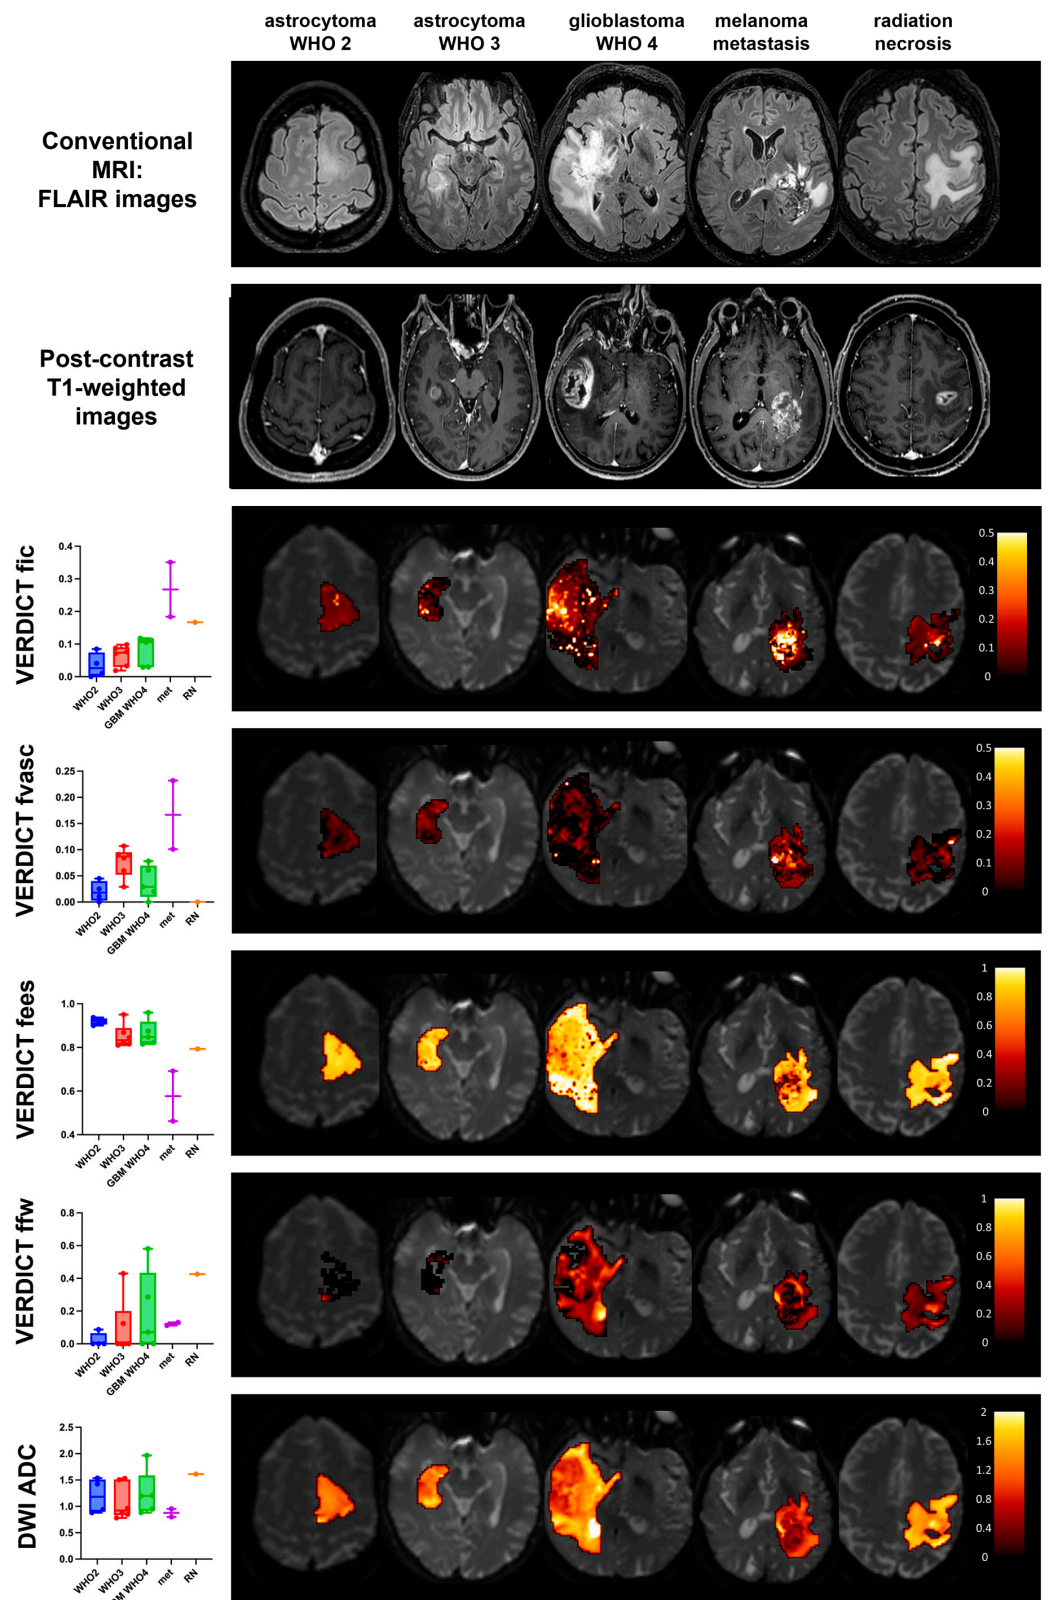 astrocytoma WHO 2
astrocytoma WHO 3
glioblastoma WHO 4
melanoma metastasis
radiation necrosis
Conventional
MRI:
FLAIR images
Post-contrast
T1-weighted
images
VERDICT fic
0.4
0.3
0.2
0.1
0.0
WHO2
WHO3
GBM WHO4
met
RN
0.5
0.4
0.3
0.2
0.1
0
VERDICT fvasc
0.25
0.20
0.15
0.10
0.05
0.00
WHO2
WHO3
GBM WHO4
met
RN
0.5
0.4
0.3
0.2
0.1
0
VERDICT fees
1.0
0.8
0.6
0.4
WHO2
WHO3
GBM WHO4
met
RN
1
0.8
0.6
0.4
0.2
0
VERDICT ffw
0.8
0.6
0.4
0.2
0.0
WHO2
WHO3
GBM WHO4
met
RN
1
0.8
0.6
0.4
0.2
0
DWI ADC
2.5
2.0
1.5
1.0
0.5
0.0
WHO2
WHO3
BM WHO4
met
RN
2
1.6
1.2
0.8
0.4
0